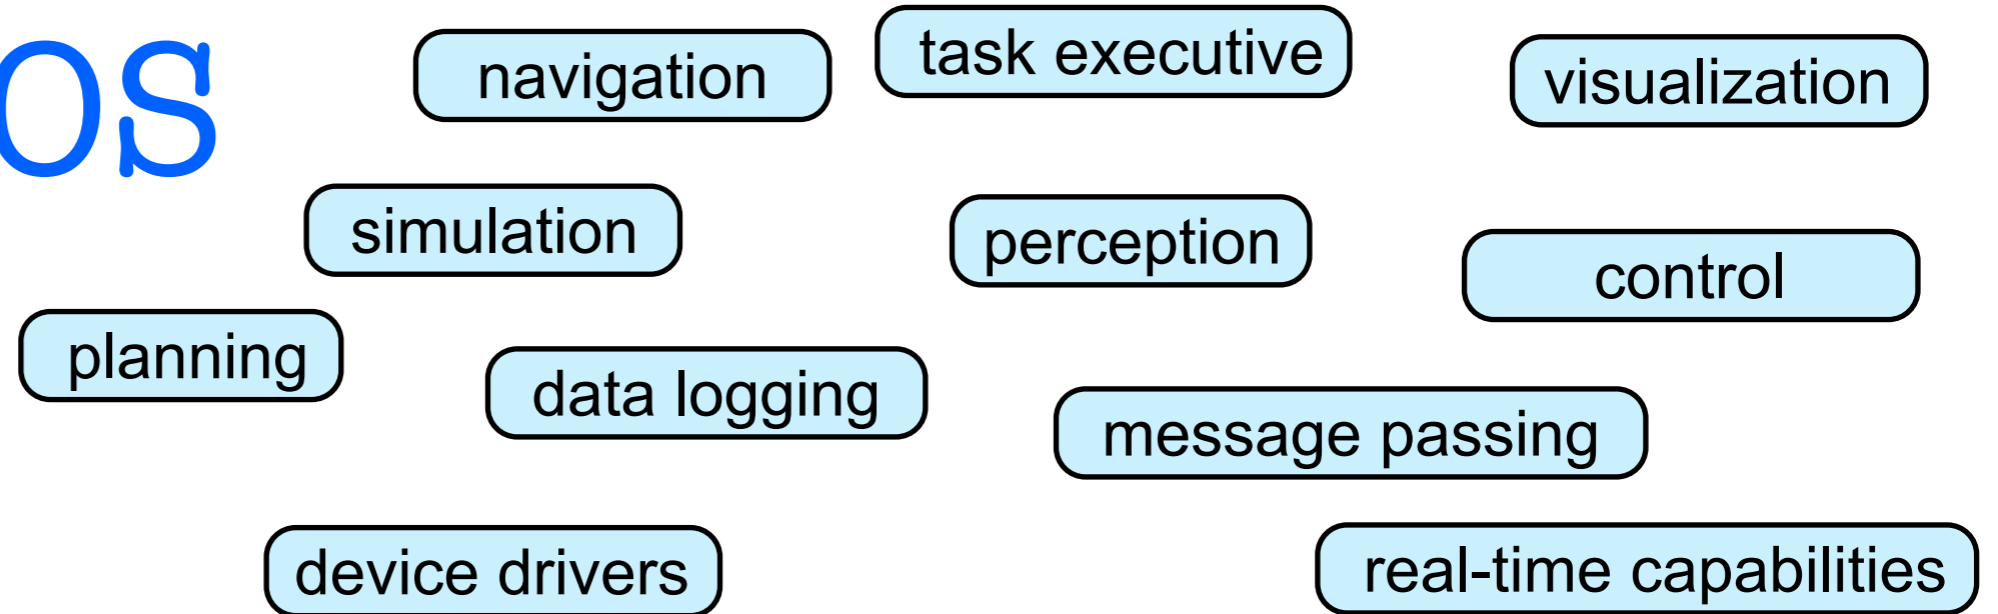 OS
navigation
task executive
visualization
simulation
perception
control
planning
data logging
message passing
device drivers
real-time capabilities